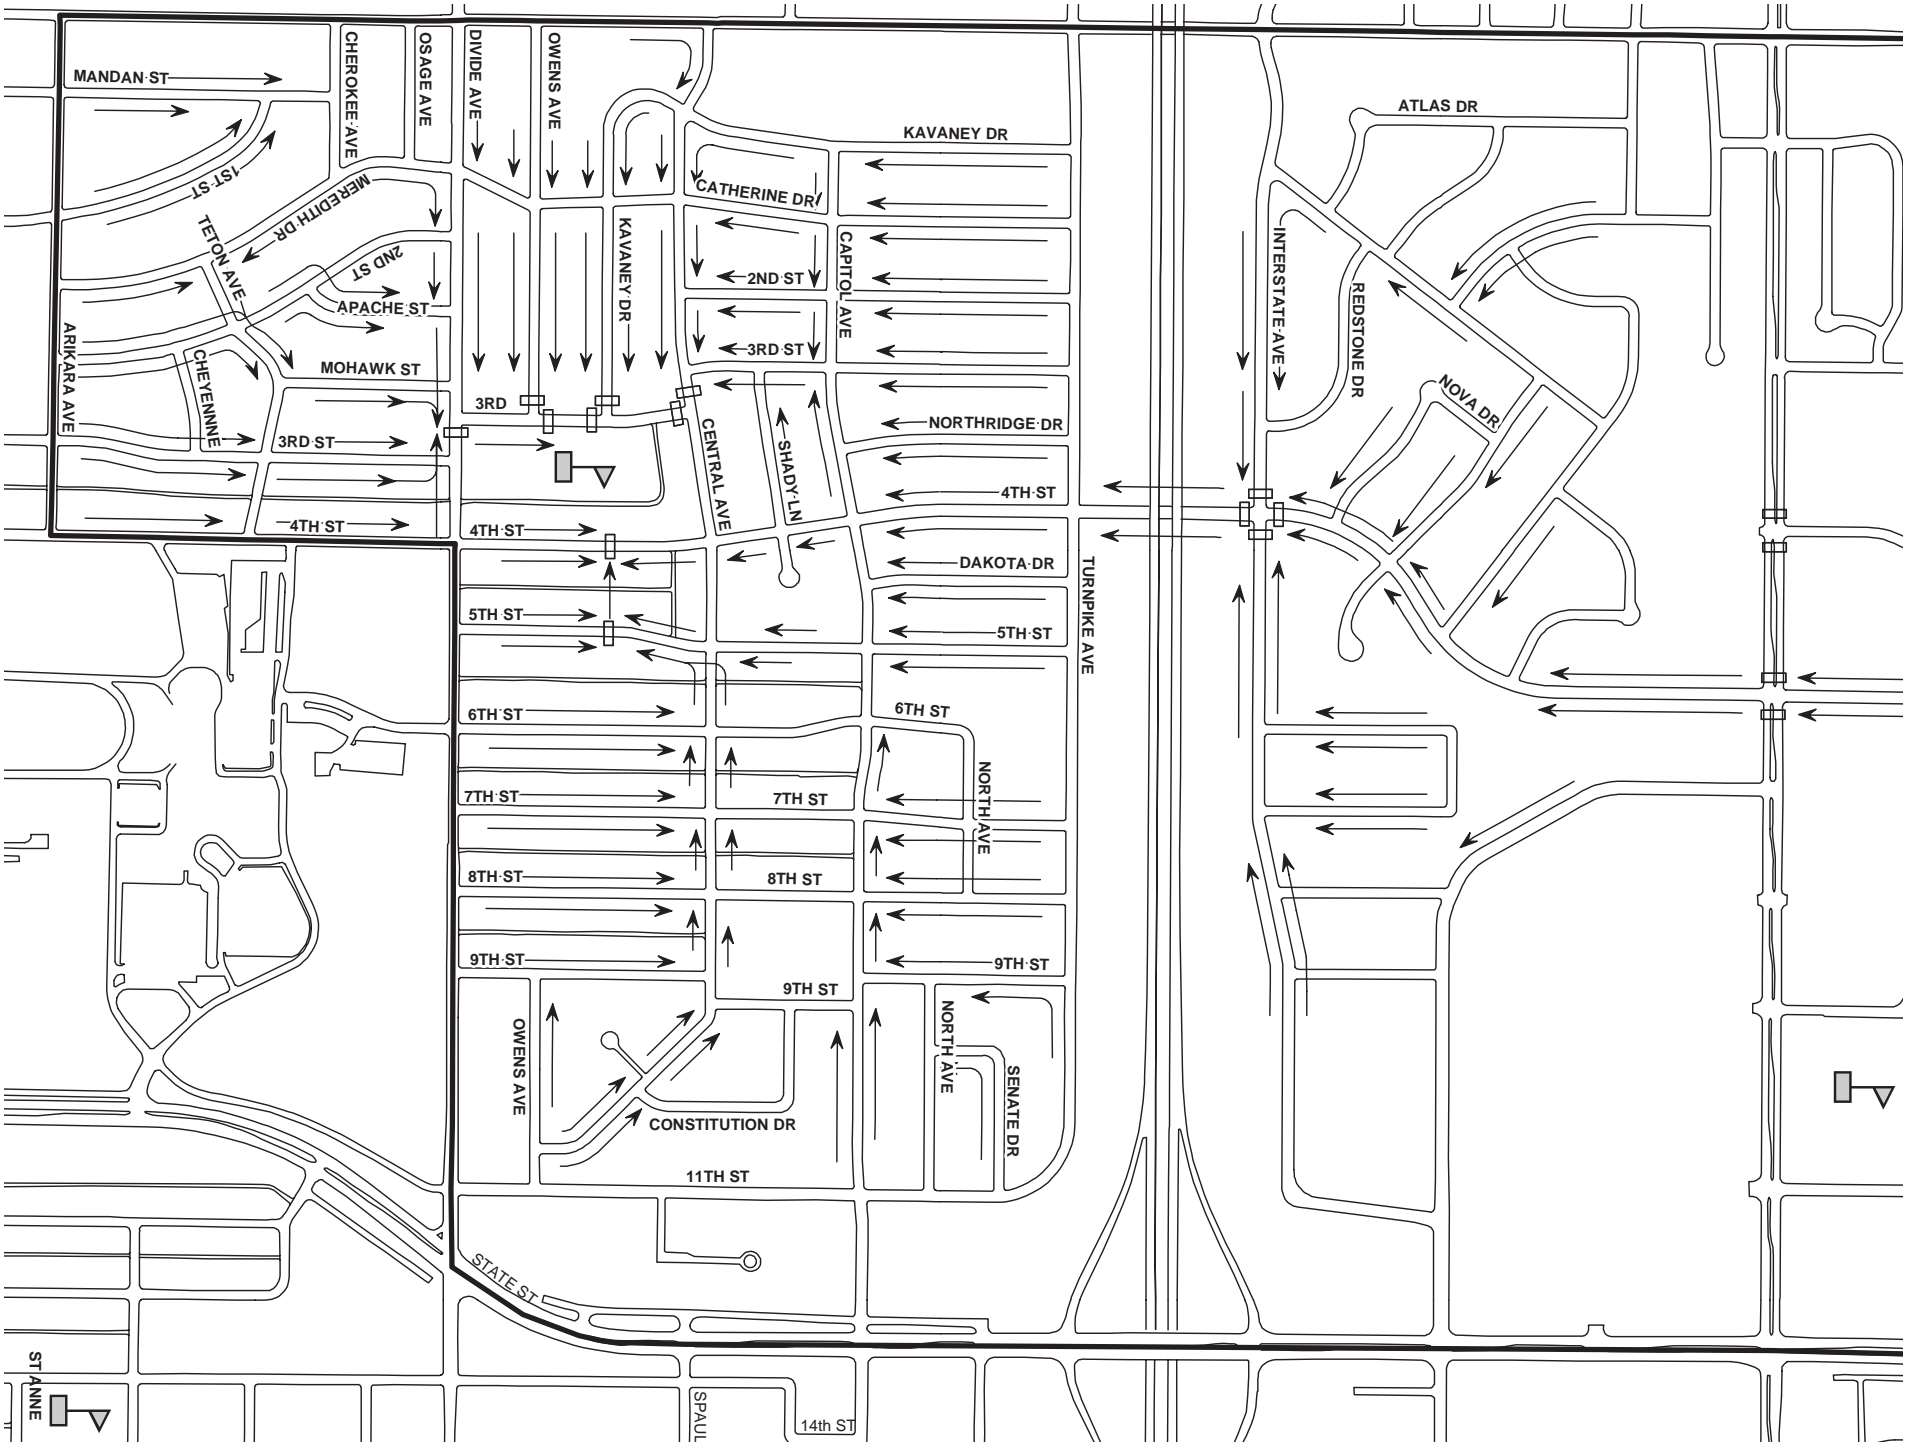 MANDAN ST
CHEROKEE AVE
OSAGE AVE
DIVIDE AVE
OWENS AVE
KAVANEY DR
ATLAS DR
1ST ST
MEREDITH DR
TETON AVE
2ND ST
APACHE ST
CATHERINE DR
KAVANEY DR
CAPITOL AVE
2ND ST
3RD ST
INTERSTATE AVE
REDSTONE DR
ARIKARA AVE
CHEYENNE
MOHAWK ST
3RD ST
3RD
CENTRAL AVE
SHADY LN
NORTHRIDGE DR
NOVA DR
4TH ST
4TH ST
4TH ST
DAKOTA DR
TURNPIKE AVE
5TH ST
5TH ST
6TH ST
6TH ST
7TH ST
7TH ST
NORTH AVE
8TH ST
8TH ST
9TH ST
9TH ST
9TH ST
OWENS AVE
NORTH AVE
SENATE DR
CONSTITUTION DR
11TH ST
STATE ST
ST ANNE
SPAUL
14th ST